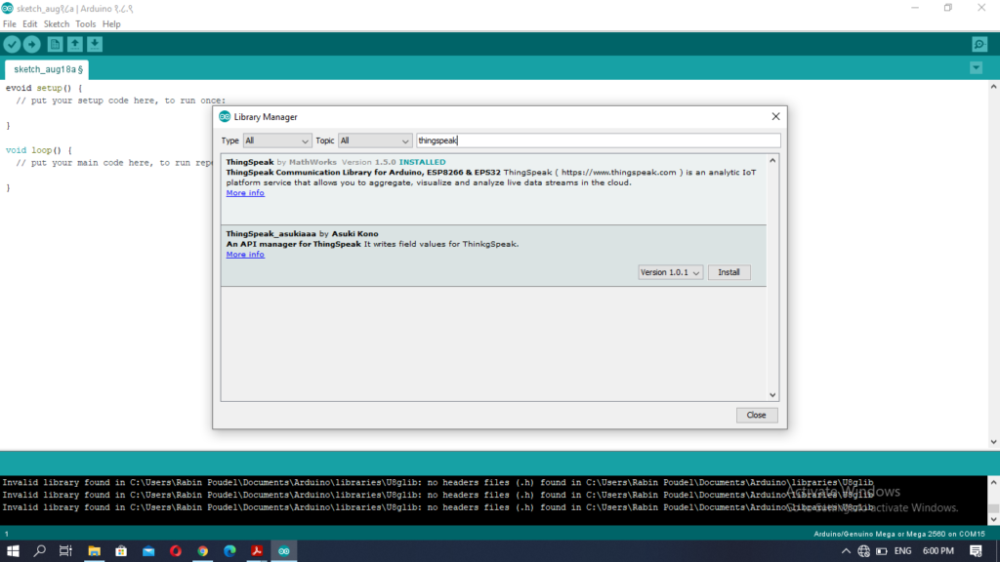 sketch_aug१८a | Arduino १.८.९
File Edit Sketch Tools Help
sketch_aug18a §
evoid setup() {
// put your setup code here, to run once:
}
void loop() {
// put your main code here, to run rep
}
Library Manager
Type All Topic All thingspeak
ThingSpeak by MathWorks Version 1.5.0 INSTALLED
ThingSpeak Communication Library for Arduino, ESP8266 & EPS32 ThingSpeak ( https://www.thingspeak.com ) is an analytic IoT
platform service that allows you to aggregate, visualize and analyze live data streams in the cloud.
More info
ThingSpeak_asukiaaa by Asuki Kono
An API manager for ThingSpeak It writes field values for ThinkgSpeak.
More info
Version 1.0.1 Install
Close
Invalid library found in C:\Users\Rabin Poudel\Documents\Arduino\libraries\U8glib: no headers files (.h) found in C:\Users\Rabin Poudel\Documents\Arduino\libraries\U8glib
Invalid library found in C:\Users\Rabin Poudel\Documents\Arduino\libraries\U8glib: no headers files (.h) found in C:\Users\Rabin Poudel\Documents\Arduino\libraries\U8glib
Invalid library found in C:\Users\Rabin Poudel\Documents\Arduino\libraries\U8glib: no headers files (.h) found in C:\Users\Rabin Poudel\Documents\Arduino\libraries\U8glib
Activate Windows
Go to Settings to activate Windows.
1 Arduino/Genuino Mega or Mega 2560 on COM15
ENG 6:00 PM